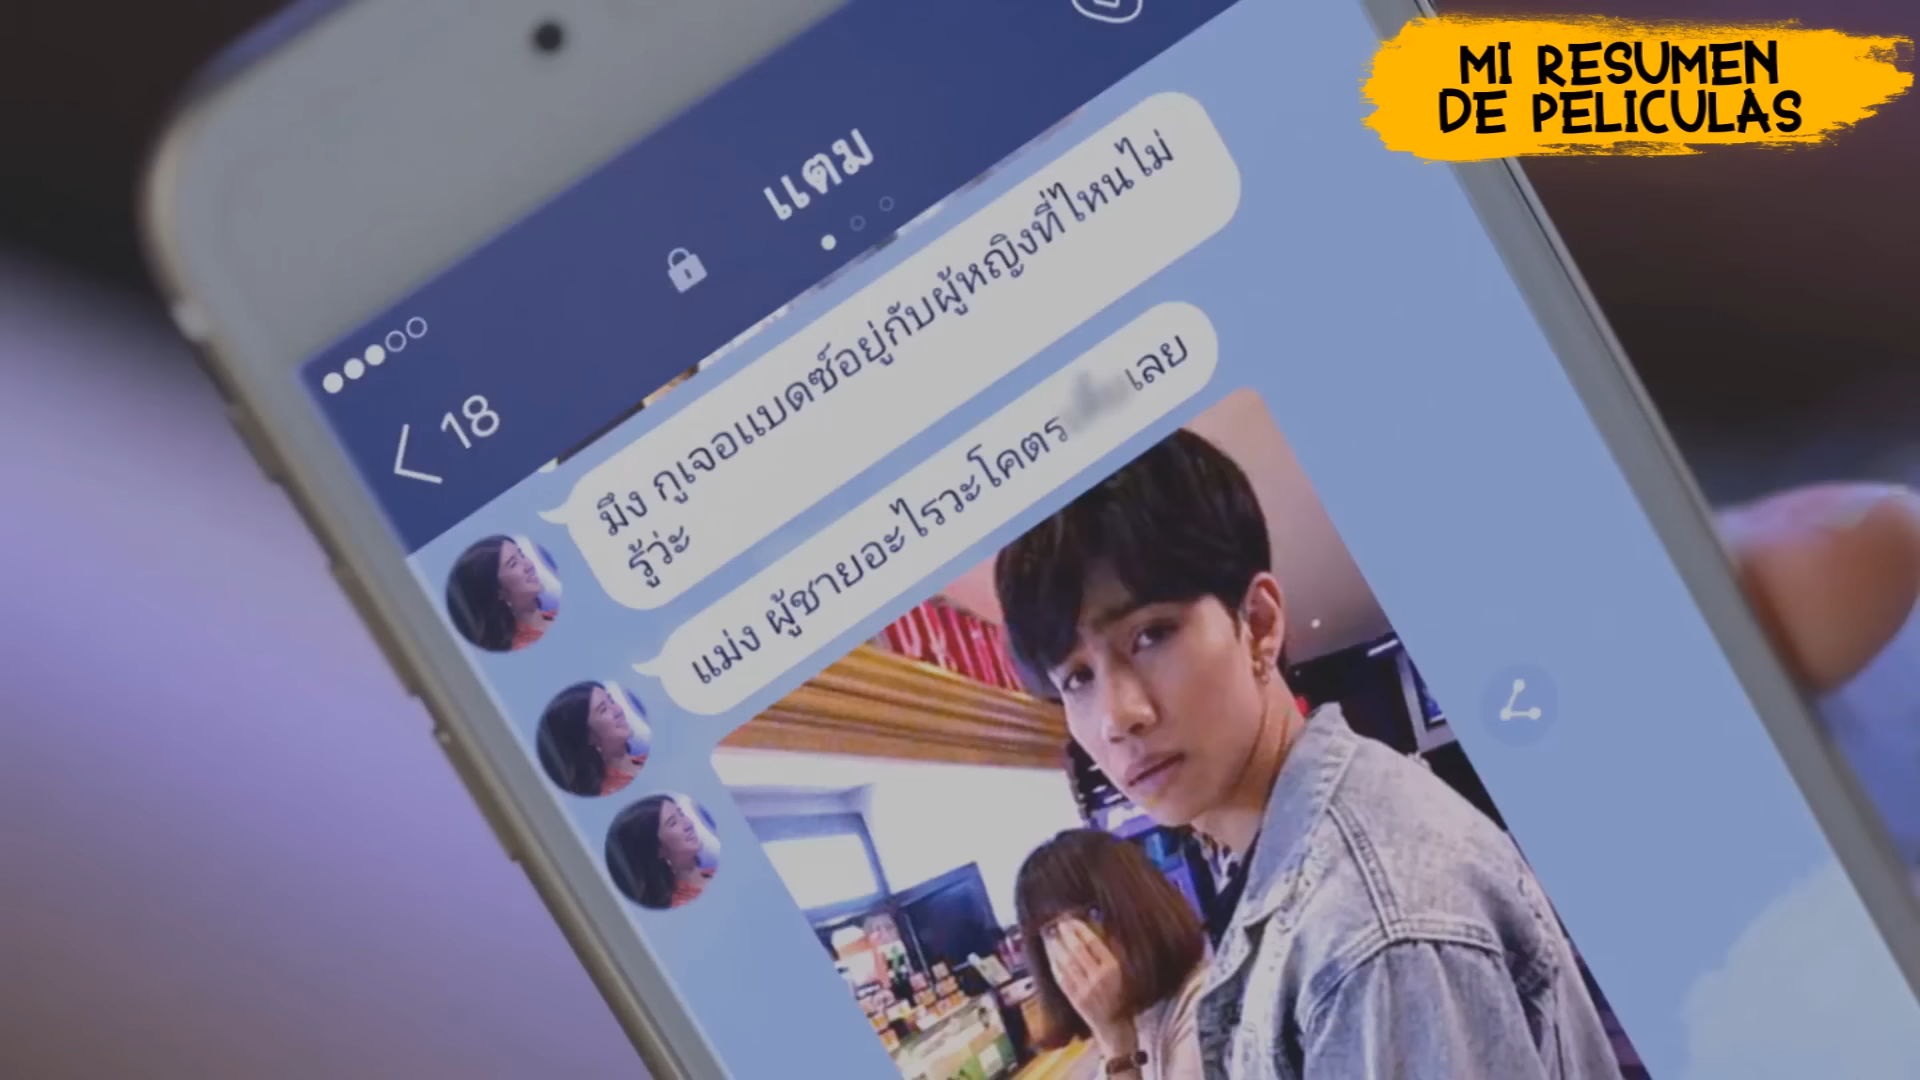 MI RESUMEN
DE PELICULAS
แตม
18
มึง กูเจอแบดซ์อยู่กับผู้หญิงที่ไหนไม่
รู้ว่ะ
แม่ง ผู้ชายอะไรวะโคตร
เลย